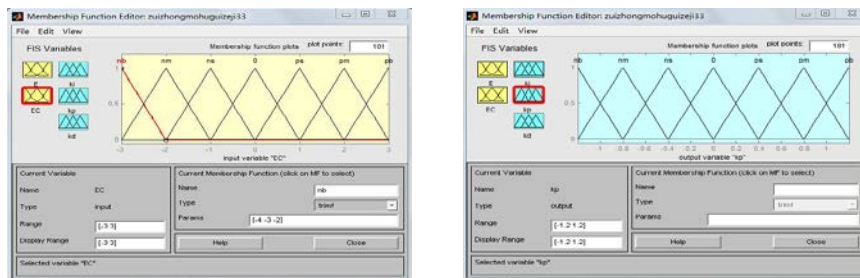 Membership Function Editor: zuizhongmohuguizeji33
File Edit View
FIS Variables
Membership function plots
plot points:
101
nb nm ns 0 ps pm pb
E
ki
EC
kp
kd
1
0.5
0
-3 -2 -1 0 1 2 3
input variable "EC"
Current Variable
Name EC
Type input
Range [-3 3]
Display Range [-3 3]
Current Membership Function (click on MF to select)
Name nb
Type trimf
Params [-4 -3 -2]
Help Close
Selected variable "EC"
Membership Function Editor: zuizhongmohuguizeji33
File Edit View
FIS Variables
Membership function plots
plot points:
101
nb nm ns 0 ps pm pb
E
ki
EC
kp
kd
1
0.5
0
-1 -0.8 -0.6 -0.4 -0.2 0 0.2 0.4 0.6 0.8 1 1.2
output variable "kp"
Current Variable
Name kp
Type output
Range [-1.2 1.2]
Display Range [-1.2 1.2]
Current Membership Function (click on MF to select)
Name
Type trimf
Params
Help Close
Selected variable "kp"